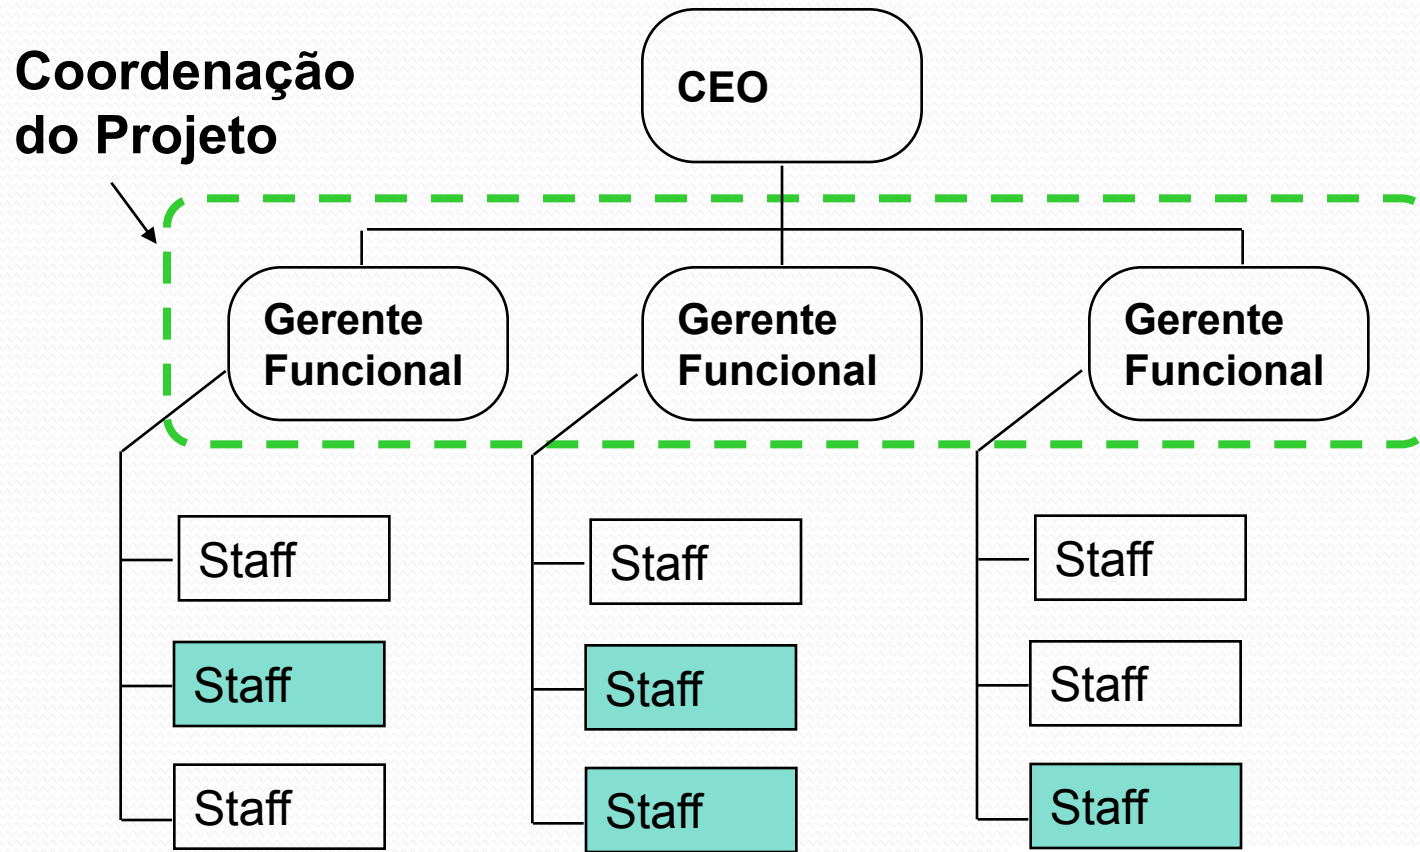 Coordenação
do Projeto
CEO
Gerente
Funcional
Gerente
Funcional
Gerente
Funcional
Staff
Staff
Staff
Staff
Staff
Staff
Staff
Staff
Staff